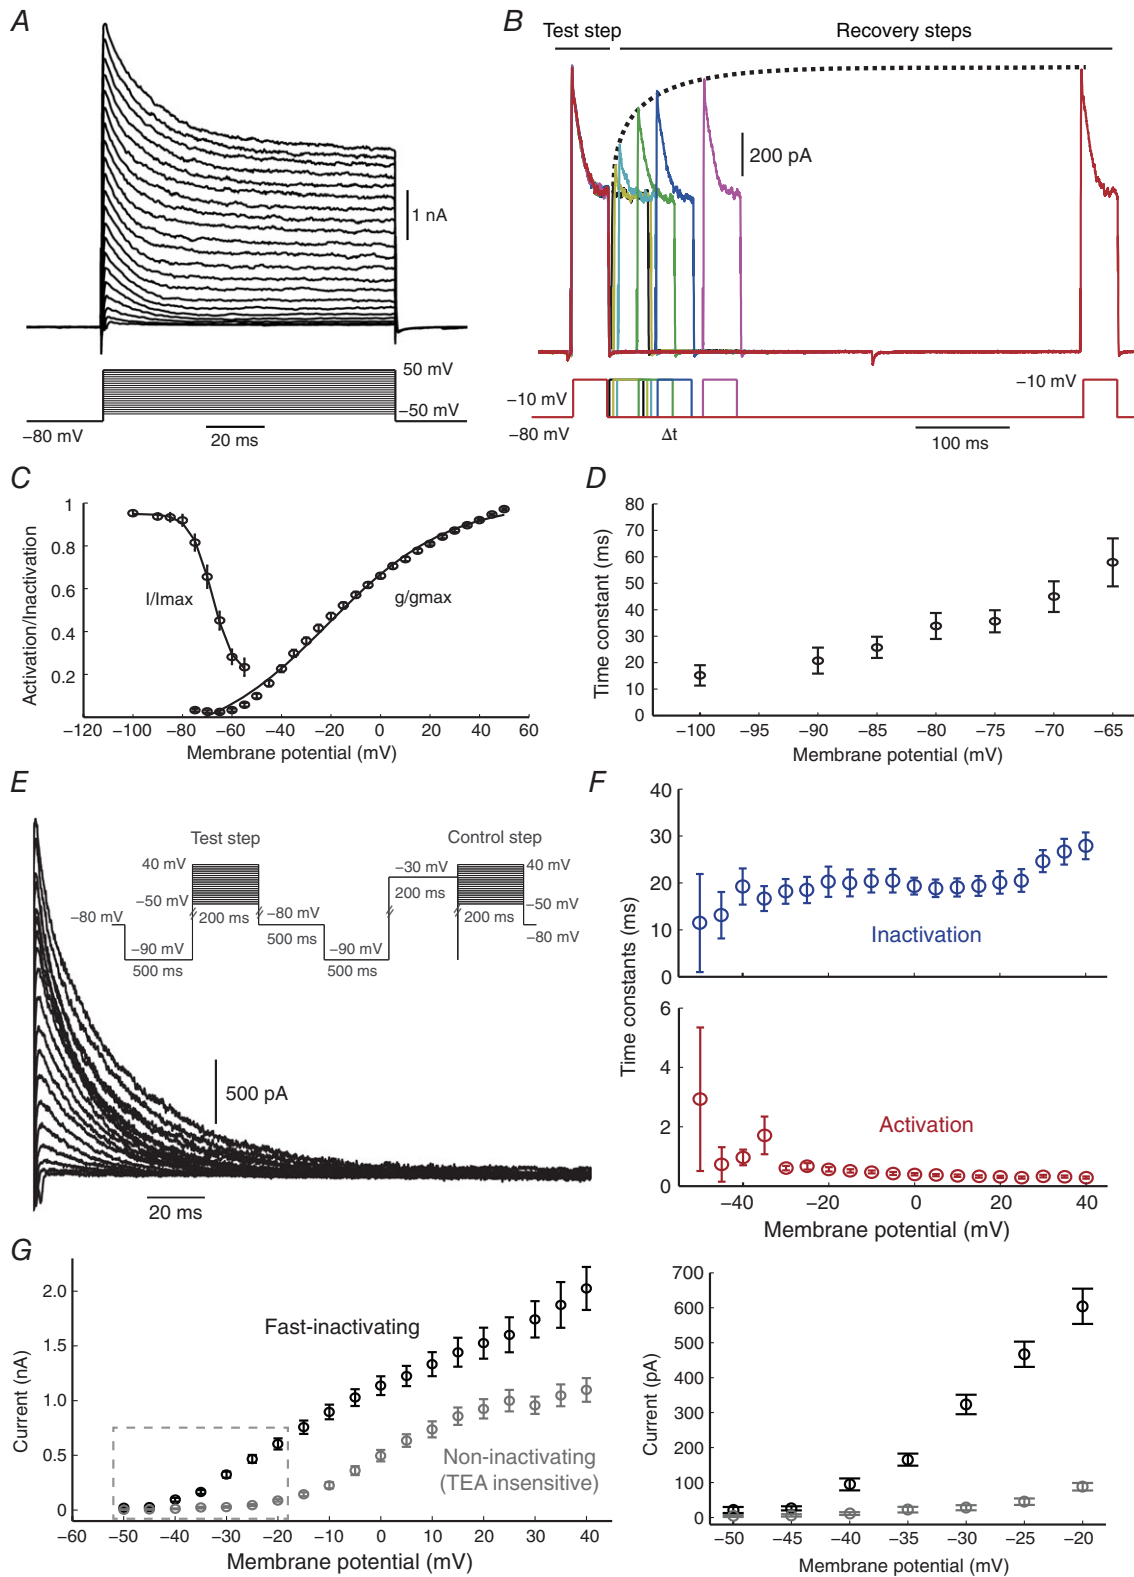 A
1 nA
50 mV
−50 mV
−80 mV
20 ms
B
Test step
Recovery steps
200 pA
−10 mV
−10 mV
−80 mV
Δt
100 ms
C
Activation/Inactivation
1
0.8
0.6
0.4
0.2
I/Imax
g/gmax
−120 −100 −80 −60 −40 −20 0 20 40 60
Membrane potential (mV)
D
Time constant (ms)
80
70
60
50
40
30
20
10
0
−100 −95 −90 −85 −80 −75 −70 −65
Membrane potential (mV)
E
Test step
Control step
40 mV
−30 mV
40 mV
200 ms
−50 mV
−50 mV
−80 mV
200 ms
−80 mV
200 ms
500 ms
−80 mV
−90 mV
−90 mV
500 ms
500 ms
500 pA
20 ms
F
Time constants (ms)
40
30
20
10
0
Inactivation
6
4
2
0
Activation
−40 −20 0 20 40
Membrane potential (mV)
G
Current (nA)
2.0
1.5
1.0
0.5
0
Fast-inactivating
Non-inactivating
(TEA insensitive)
−60 −50 −40 −30 −20 −10 0 10 20 30 40
Membrane potential (mV)
Current (pA)
700
600
500
400
300
200
100
0
−50 −45 −40 −35 −30 −25 −20
Membrane potential (mV)